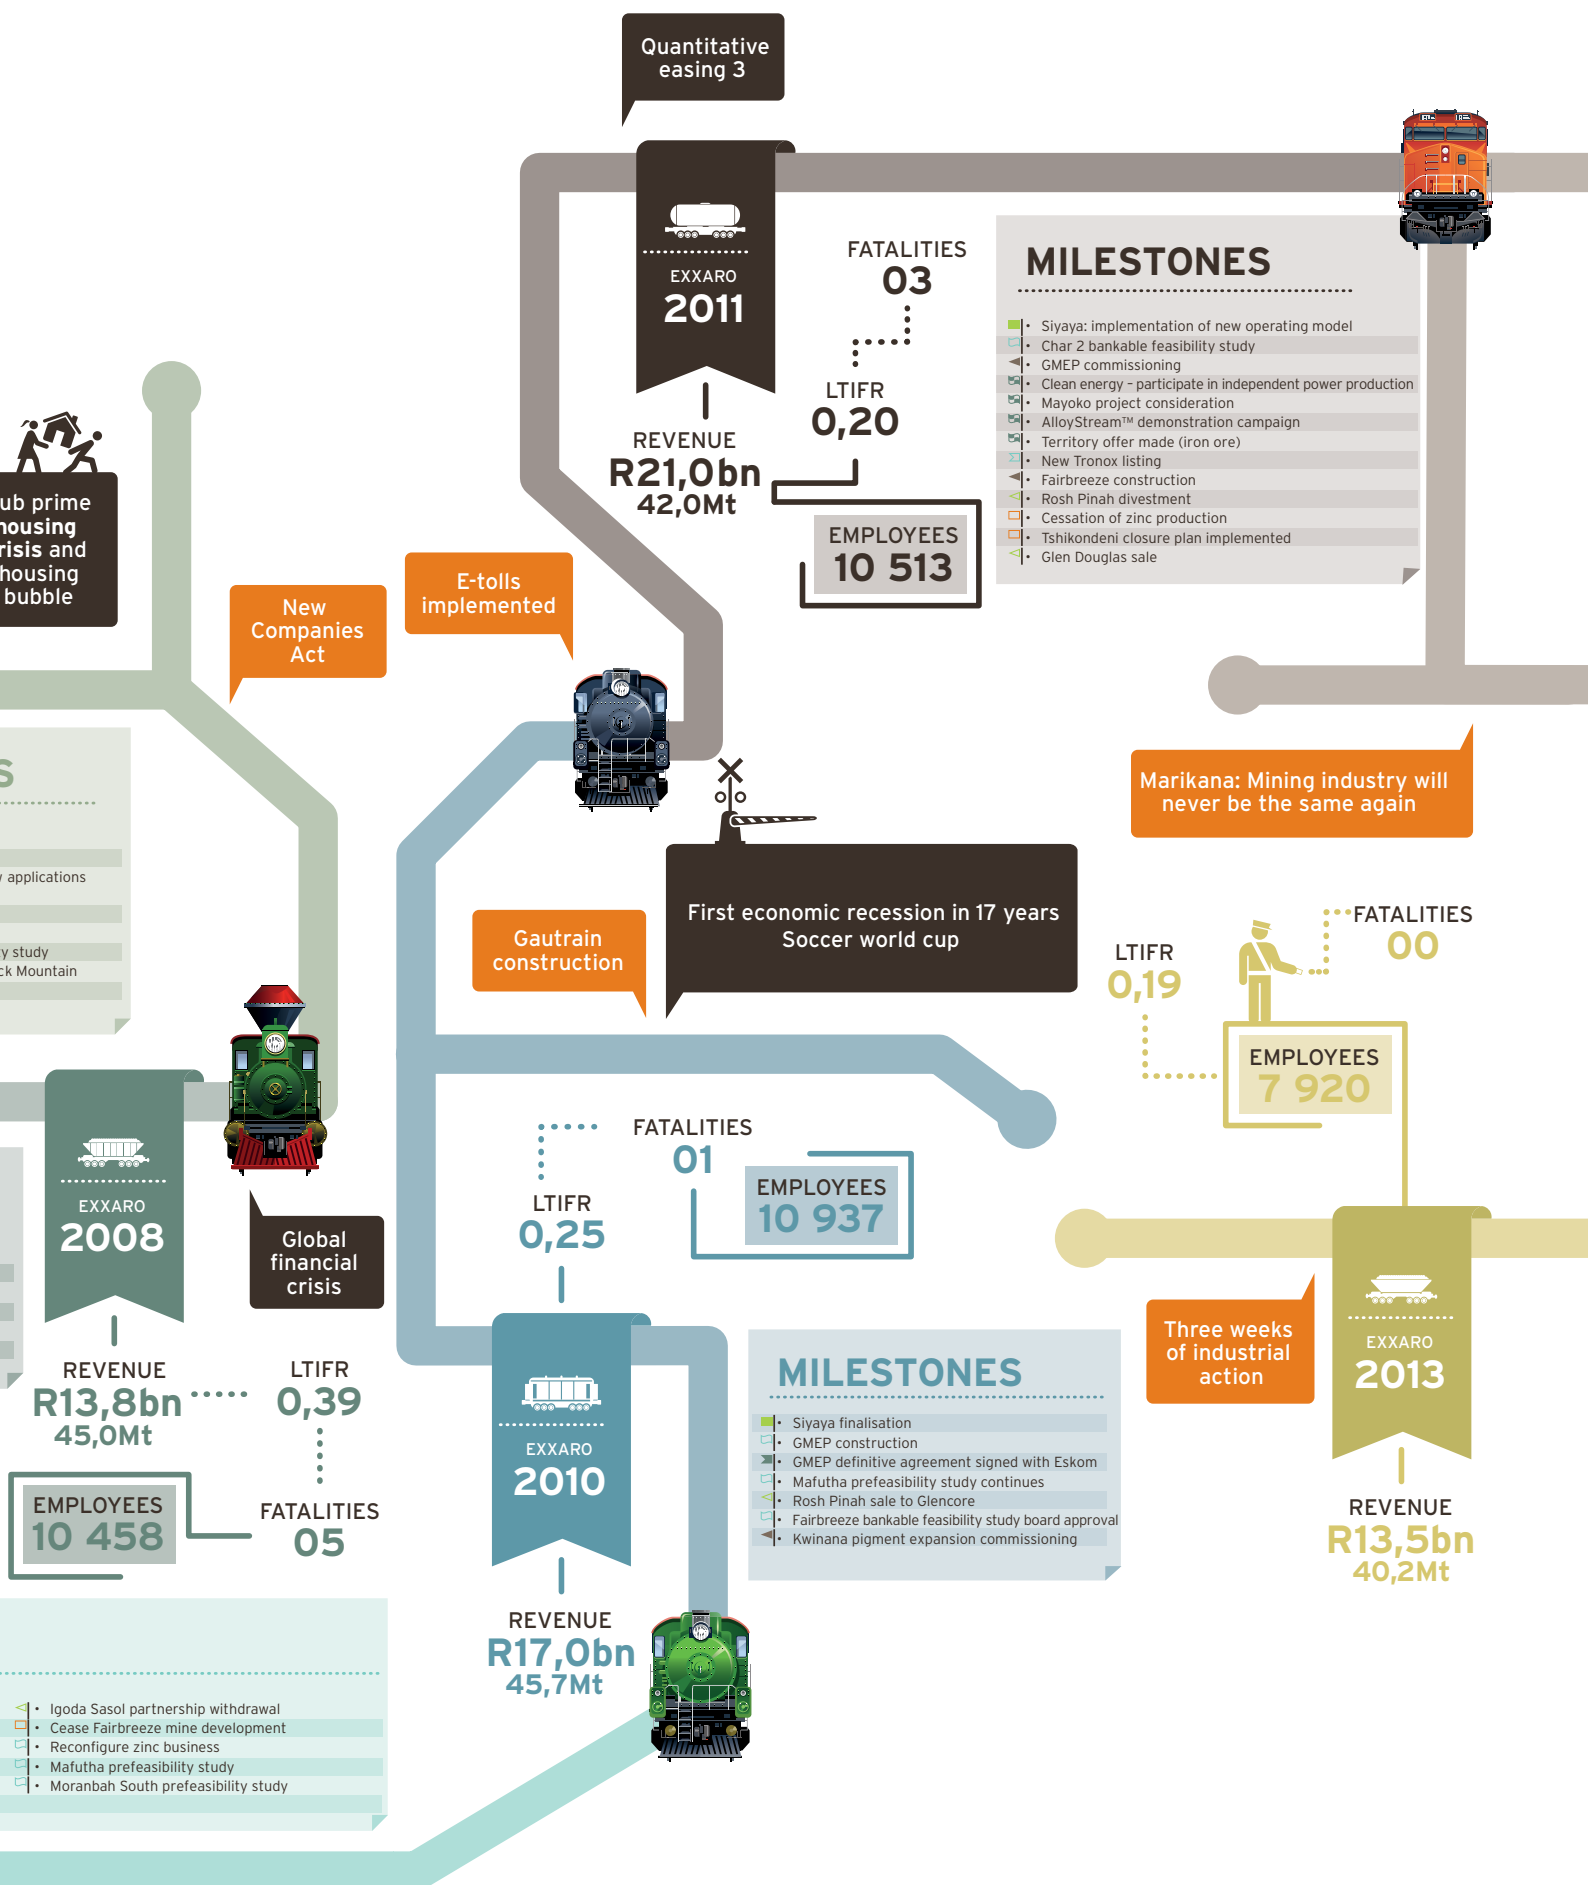 Quantitative
easing 3
EXXARO
2011
FATALITIES
03
LTIFR
0,20
REVENUE
R21,0bn
42,0Mt
EMPLOYEES
10 513
MILESTONES
• Siyaya: implementation of new operating model
• Char 2 bankable feasibility study
• GMEP commissioning
• Clean energy – participate in independent power production
• Mayoko project consideration
• AlloyStream™ demonstration campaign
• Territory offer made (iron ore)
• New Tronox listing
• Fairbreeze construction
• Rosh Pinah divestment
• Cessation of zinc production
• Tshikondeni closure plan implemented
• Glen Douglas sale
ub prime
housing
risis and
housing
bubble
New
Companies
Act
E-tolls
implemented
Marikana: Mining industry will
never be the same again
S
applications
y study
ck Mountain
Gautrain
construction
First economic recession in 17 years
Soccer world cup
LTIFR
0,19
FATALITIES
00
EMPLOYEES
7 920
EXXARO
2008
Global
financial
crisis
REVENUE
R13,8bn
45,0Mt
LTIFR
0,39
EMPLOYEES
10 458
FATALITIES
05
FATALITIES
01
LTIFR
0,25
EMPLOYEES
10 937
EXXARO
2010
REVENUE
R17,0bn
45,7Mt
MILESTONES
• Siyaya finalisation
• GMEP construction
• GMEP definitive agreement signed with Eskom
• Mafutha prefeasibility study continues
• Rosh Pinah sale to Glencore
• Fairbreeze bankable feasibility study board approval
• Kwinana pigment expansion commissioning
Three weeks
of industrial
action
EXXARO
2013
REVENUE
R13,5bn
40,2Mt
• Igoda Sasol partnership withdrawal
• Cease Fairbreeze mine development
• Reconfigure zinc business
• Mafutha prefeasibility study
• Moranbah South prefeasibility study